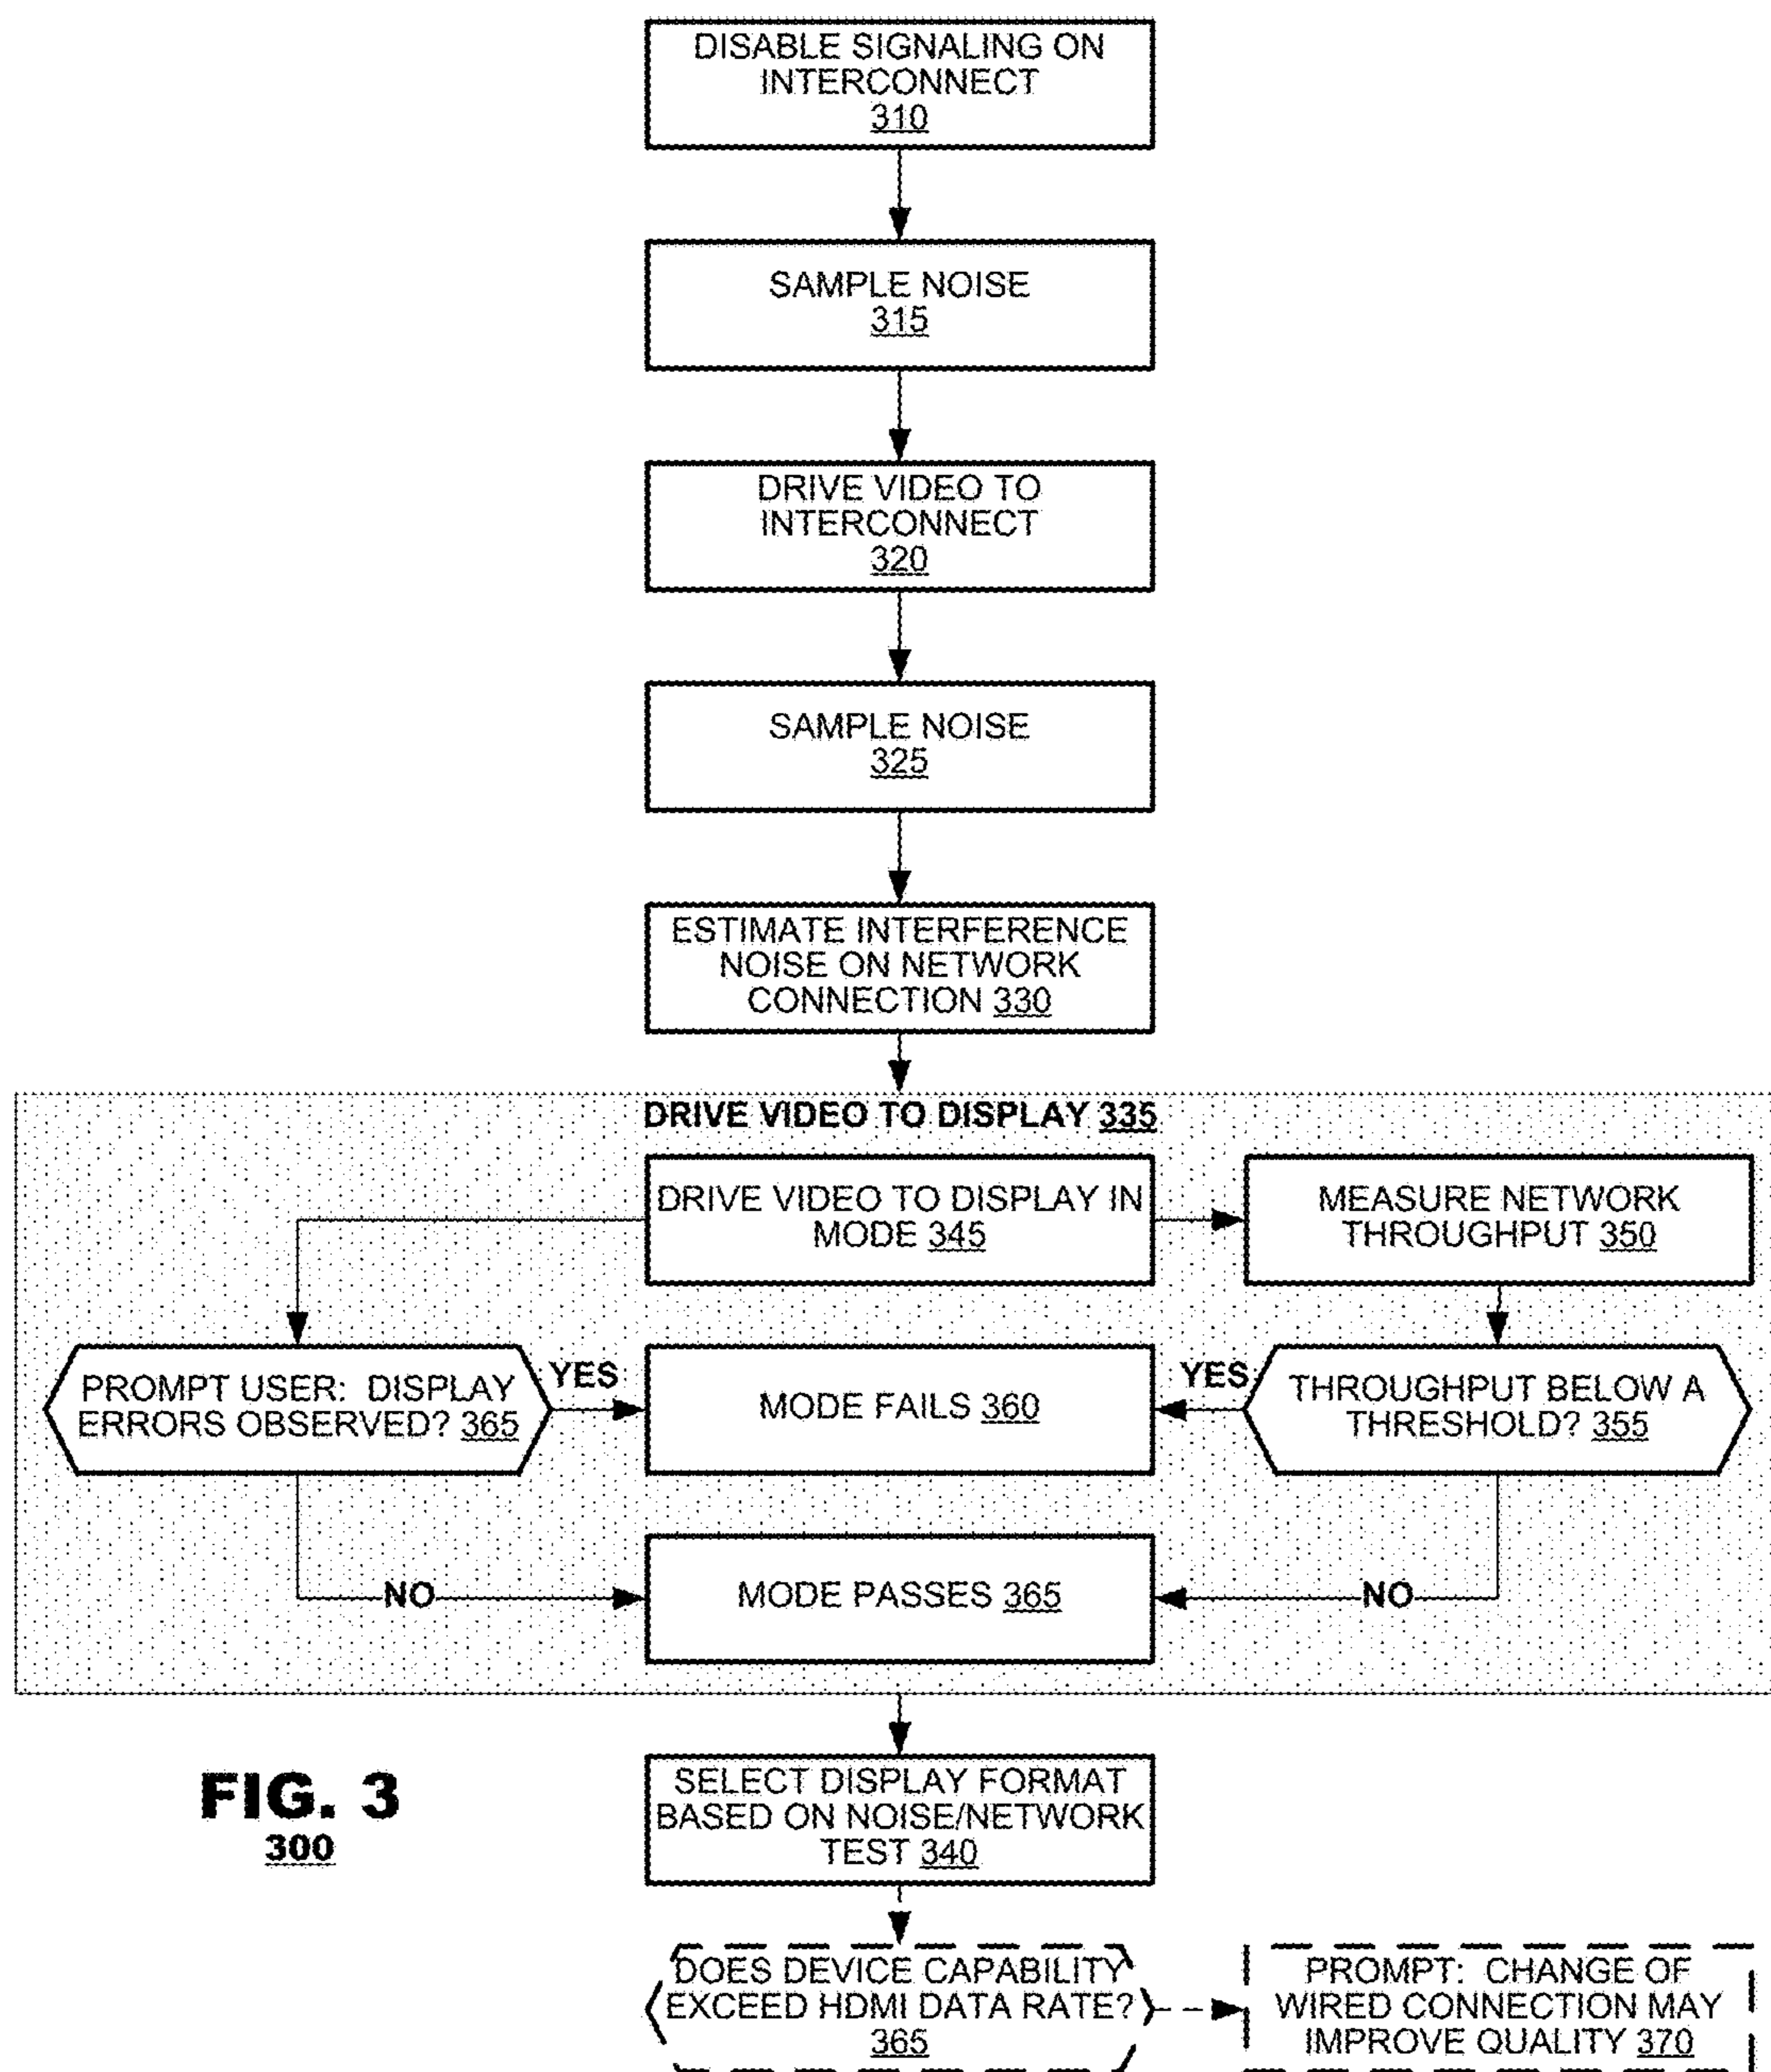 DISABLE SIGNALING ON
INTERCONNECT
310
SAMPLE NOISE
315
DRIVE VIDEO TO
INTERCONNECT
320
SAMPLE NOISE
325
ESTIMATE INTERFERENCE
NOISE ON NETWORK
CONNECTION 330
DRIVE VIDEO TO DISPLAY 335
DRIVE VIDEO TO DISPLAY IN
MODE 345
MEASURE NETWORK
THROUGHPUT 350
PROMPT USER: DISPLAY
ERRORS OBSERVED? 365
YES
MODE FAILS 360
YES
THROUGHPUT BELOW A
THRESHOLD? 355
NO
MODE PASSES 365
NO
FIG. 3
300
SELECT DISPLAY FORMAT
BASED ON NOISE/NETWORK
TEST 340
DOES DEVICE CAPABILITY
EXCEED HDMI DATA RATE?
365
PROMPT: CHANGE OF
WIRED CONNECTION MAY
IMPROVE QUALITY 370